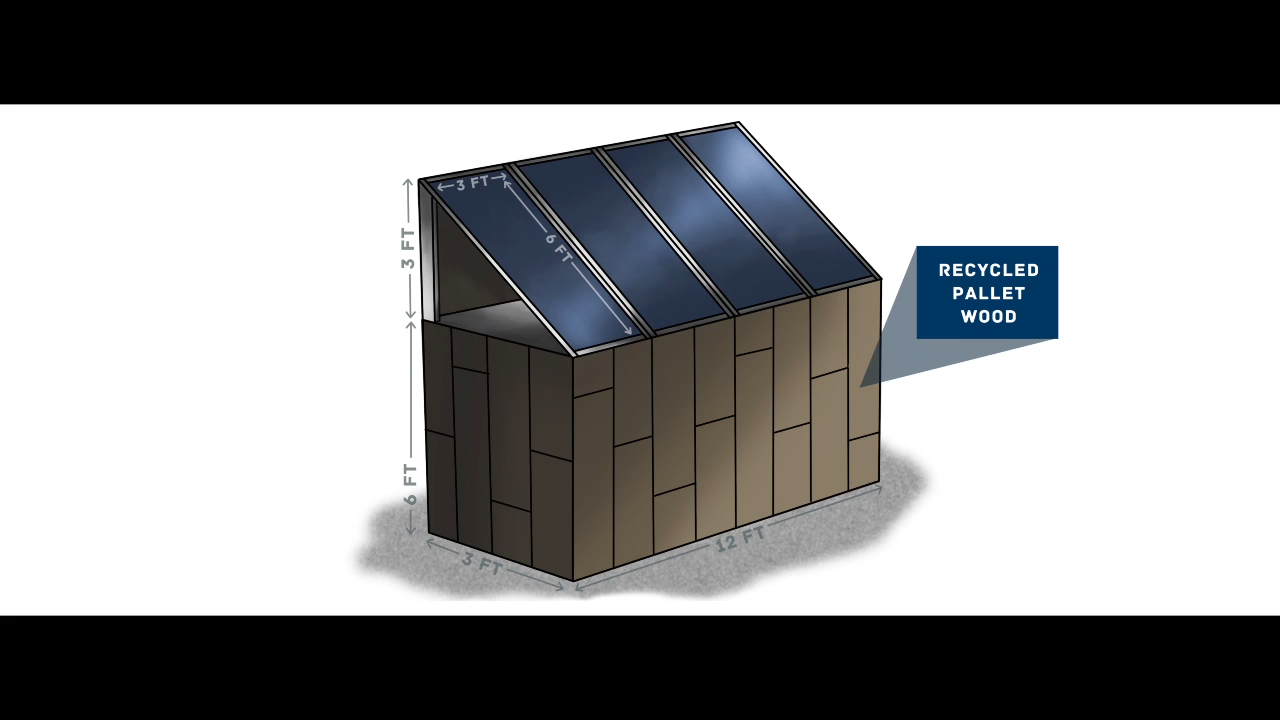 3 FT
6 FT
3 FT
6 FT
3 FT
12 FT
RECYCLED
PALLET
WOOD